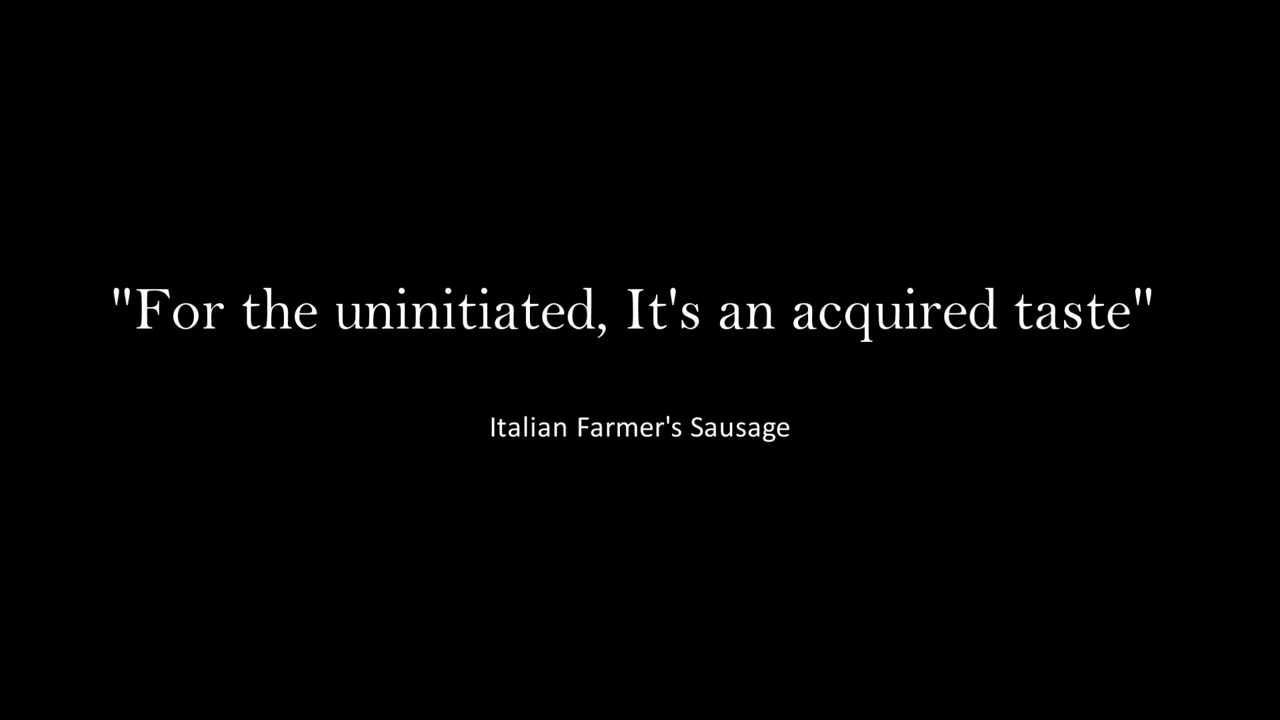 "For the uninitiated, It's an acquired taste"
Italian Farmer's Sausage